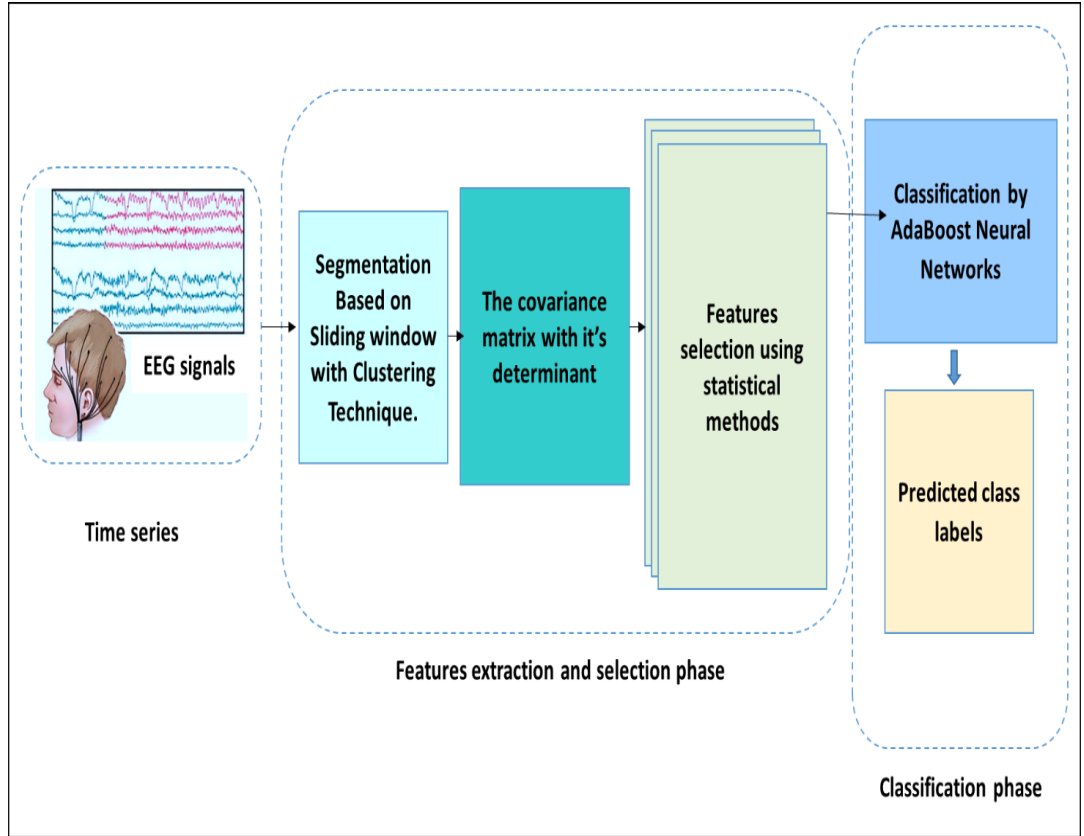 EEG signals
Time series
Segmentation
Based on
Sliding window
with Clustering
Technique.
The covariance
matrix with it's
determinant
Features
selection using
statistical
methods
Features extraction and selection phase
Classification by
AdaBoost Neural
Networks
Predicted class
labels
Classification phase